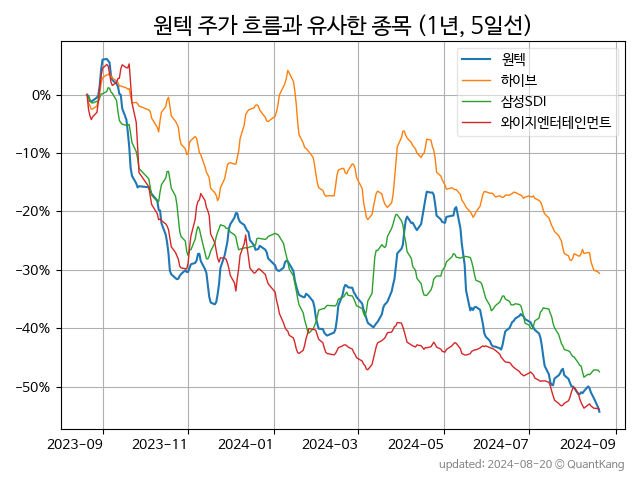 원텍 주가 흐름과 유사한 종목 (1년, 5일선)
원텍
하이브
삼성SDI
와이지엔터테인먼트
0%
−10%
−20%
−30%
−40%
−50%
2023-09 2023-11 2024-01 2024-03 2024-05 2024-07 2024-09
updated: 2024-08-20 © QuantKang